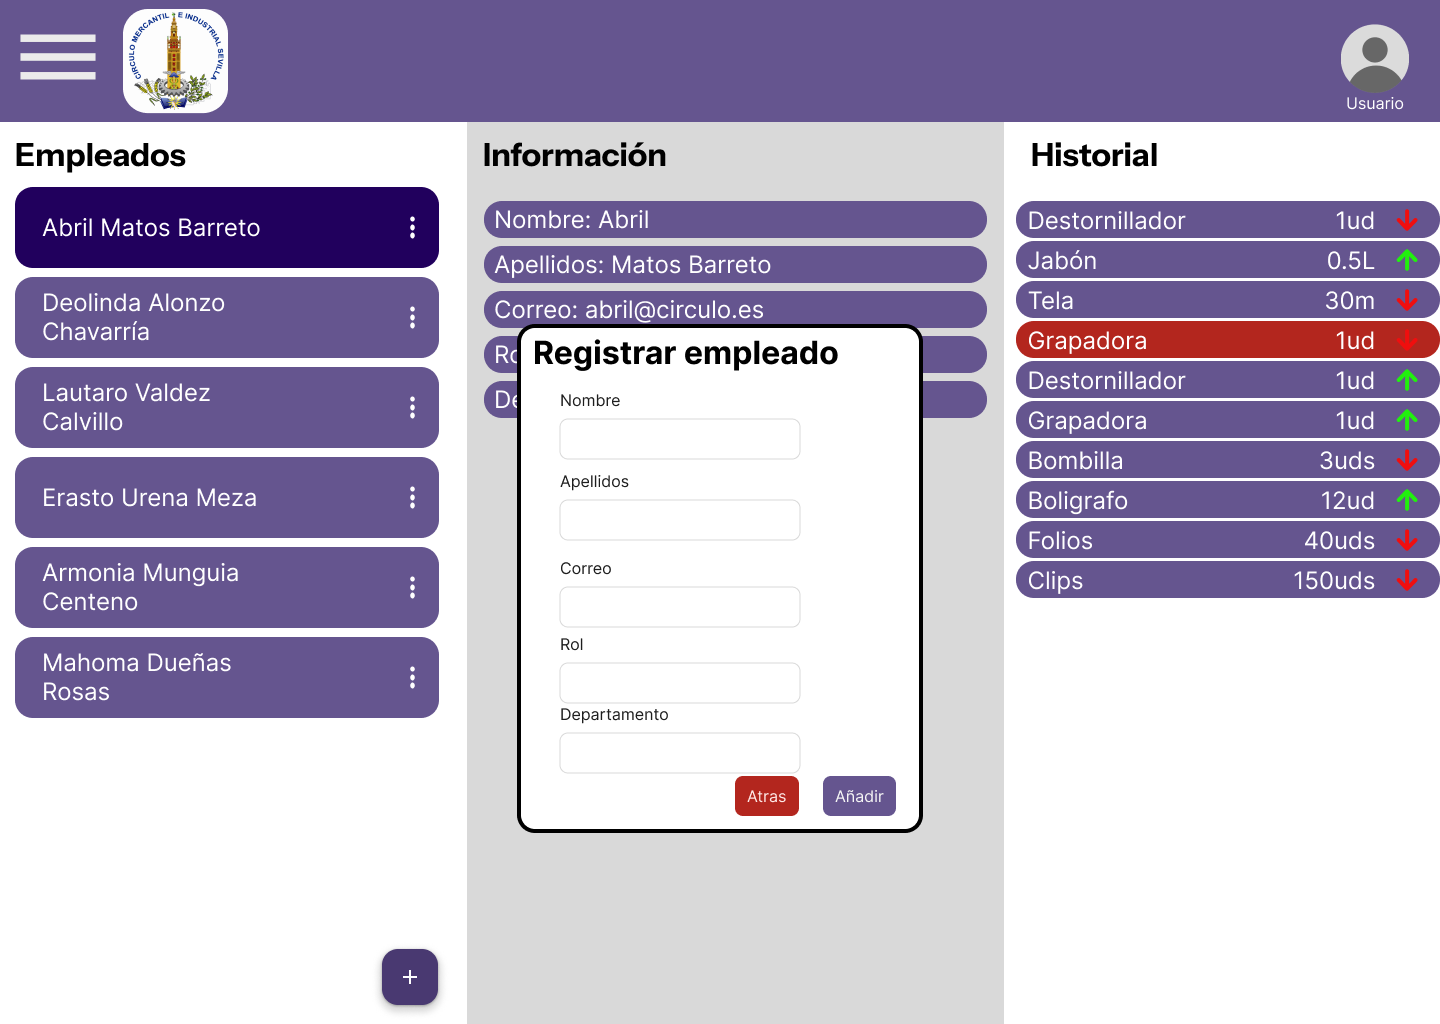 CIRCULO MERCANTIL E INDUSTRIAL SEVILLA
Usuario
Empleados
Abril Matos Barreto
Deolinda Alonzo
Chavarría
Lautaro Valdez
Calvillo
Erasto Urena Meza
Armonia Munguia
Centeno
Mahoma Dueñas
Rosas
+
Información
Nombre: Abril
Apellidos: Matos Barreto
Correo: abril@circulo.es
Registrar empleado
Nombre
Apellidos
Correo
Rol
Departamento
Atras
Añadir
Historial
Destornillador 1ud
Jabón 0.5L
Tela 30m
Grapadora 1ud
Destornillador 1ud
Grapadora 1ud
Bombilla 3uds
Boligrafo 12ud
Folios 40uds
Clips 150uds